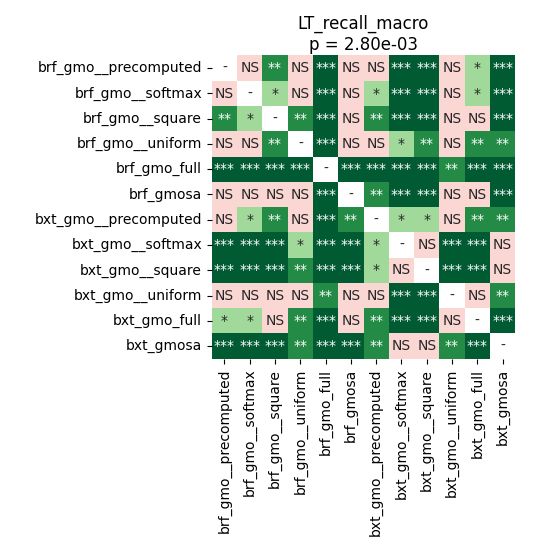 LT_recall_macro
p = 2.80e-03
brf_gmo__precomputed - NS ** NS *** NS NS *** *** NS * ***
brf_gmo__softmax NS - * NS *** NS * *** *** NS * ***
brf_gmo__square ** * - ** *** NS ** *** *** NS NS ***
brf_gmo__uniform NS NS ** - *** NS NS * ** NS ** **
brf_gmo_full *** *** *** *** - *** *** *** *** ** *** ***
brf_gmosa NS NS NS NS *** - ** *** *** NS NS ***
bxt_gmo__precomputed NS * ** NS *** ** - * * NS ** **
bxt_gmo__softmax *** *** *** * *** *** * - NS *** *** NS
bxt_gmo__square *** *** *** ** *** *** * NS - *** *** NS
bxt_gmo__uniform NS NS NS NS ** NS NS *** *** - NS **
bxt_gmo_full * * NS ** *** NS ** *** *** NS - ***
bxt_gmosa *** *** *** ** *** *** ** NS NS ** *** -
brf_gmo__precomputed
brf_gmo__softmax
brf_gmo__square
brf_gmo__uniform
brf_gmo_full
brf_gmosa
bxt_gmo__precomputed
bxt_gmo__softmax
bxt_gmo__square
bxt_gmo__uniform
bxt_gmo_full
bxt_gmosa